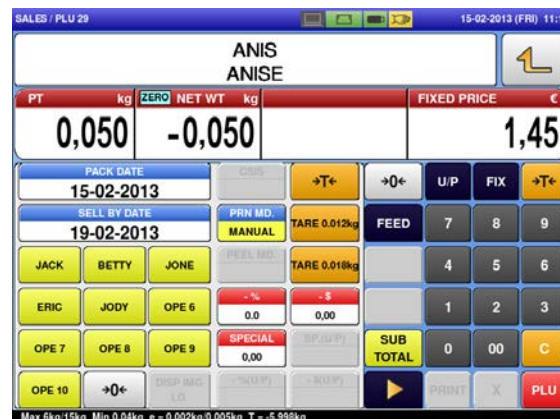 SALES / PLU 29
15-02-2013 (FRI) 11:1
ANIS
ANISE
PT kg ZERO NET WT kg FIXED PRICE €
0,050 -0,050 1,45
PACK DATE
15-02-2013
SELL BY DATE
19-02-2013
→T← →0← U/P FIX →T←
PRN MD.
MANUAL
TARE 0.012kg FEED 7 8 9
JACK BETTY JONE PEEL MD. TARE 0.018kg 4 5 6
ERIC JODY OPE 6 - % 0.0 - $ 0,00 1 2 3
OPE 7 OPE 8 OPE 9 SPECIAL 0,00 SP.(U/P) SUB TOTAL 0 00 C
OPE 10 →0← DISP IMG LO. - %(U/P) - $(U/P) PRINT X PLU
Max 6kg/15kg Min 0.04kg e = 0.002kg/0.005kg T = -5.998kg